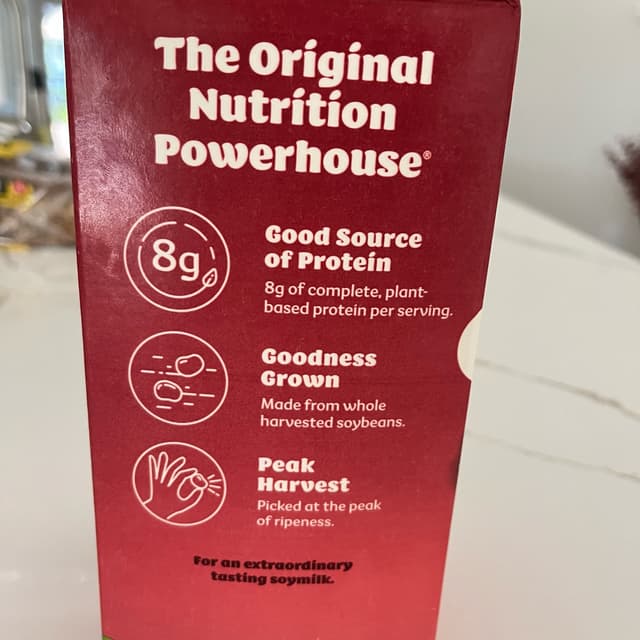 The Original
Nutrition
Powerhouse®
8g
Good Source
of Protein
8g of complete, plant-
based protein per serving.
Goodness
Grown
Made from whole
harvested soybeans.
Peak
Harvest
Picked at the peak
of ripeness.
For an extraordinary
tasting soymilk.